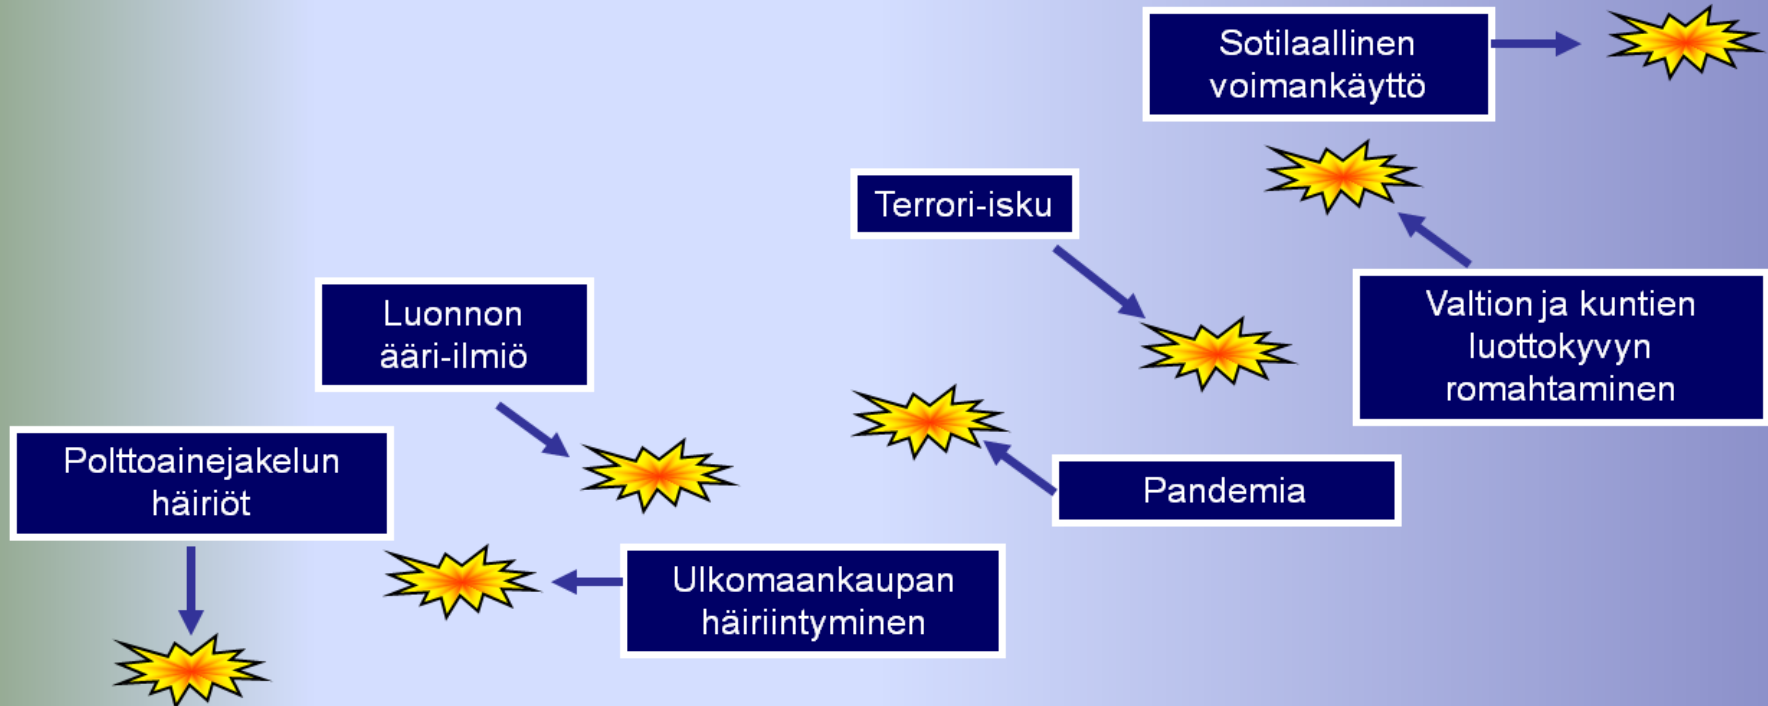 Sotilaallinen
voimankäyttö
Terrori-isku
Valtion ja kuntien
luottokyvyn
romahtaminen
Luonnon
ääri-ilmiö
Polttoainejakelun
häiriöt
Pandemia
Ulkomaankaupan
häiriintyminen